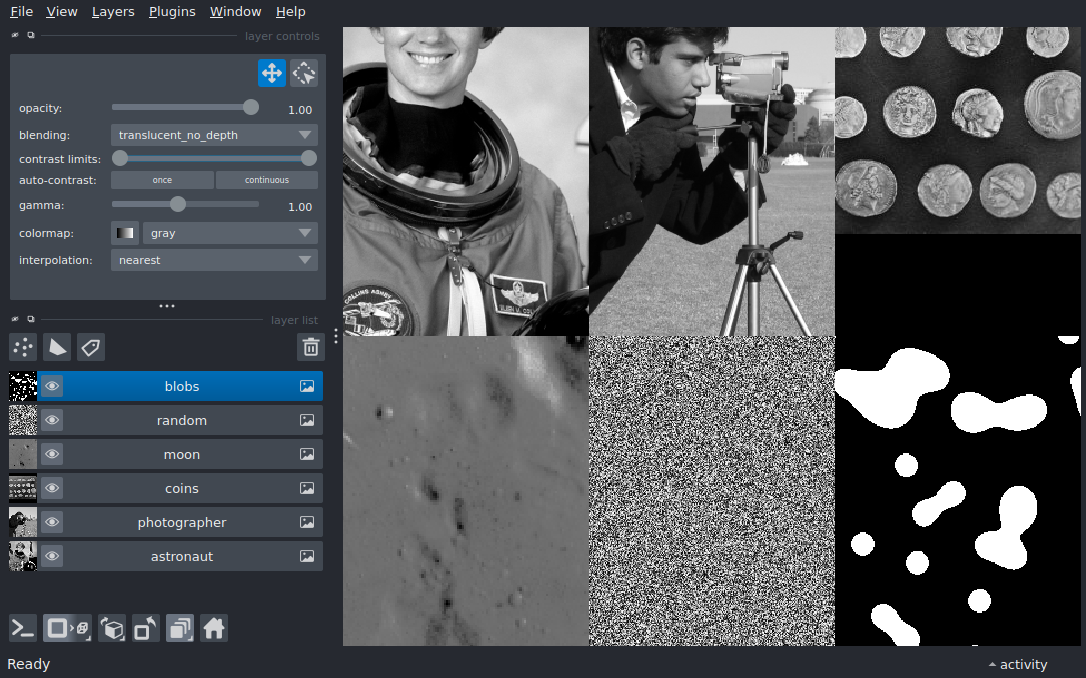 File View Layers Plugins Window Help
layer controls
opacity: 1.00
blending: translucent_no_depth
contrast limits:
auto-contrast: once continuous
gamma: 1.00
colormap: gray
interpolation: nearest
layer list
blobs
random
moon
coins
photographer
astronaut
COLLINS
Ready activity